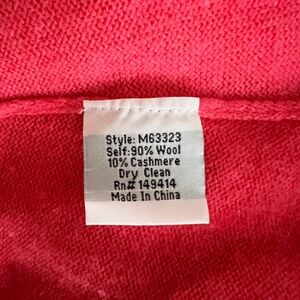 Style: M63323
Self: 90% Wool
10% Cashmere
Dry Clean
Rn# 149414
Made In China